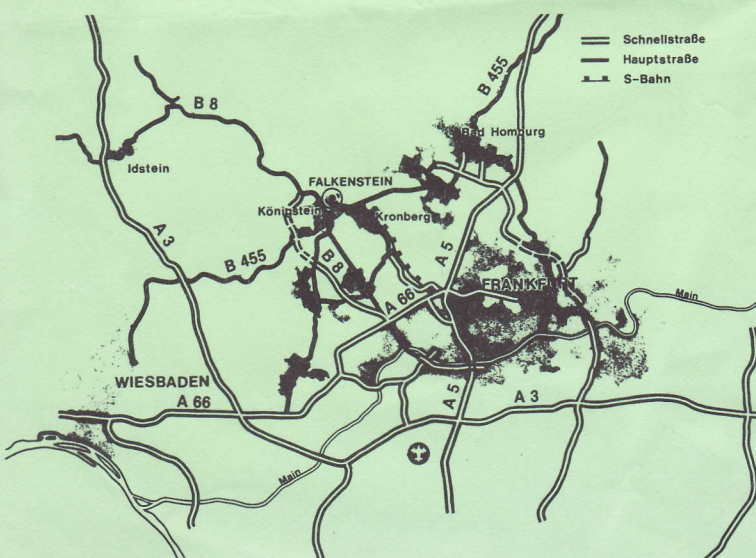 Schnellstraße
Hauptstraße
S-Bahn
B 455
B 8
Bad Homburg
Idstein
FALKENSTEIN
Königstein
Kronberg
A 3
A 5
B 455
B 8
A 66
FRANKFURT
Main
WIESBADEN
A 66
A 5
A 3
Main